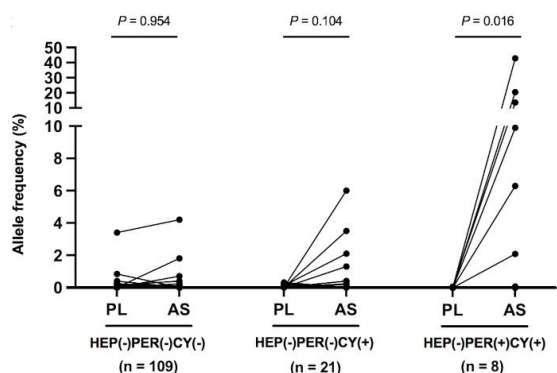 P = 0.954 P = 0.104 P = 0.016
Allele frequency (%)
50
40
30
20
10
10
8
6
4
2
0
PL AS PL AS PL AS
HEP(-)PER(-)CY(-) HEP(-)PER(-)CY(+) HEP(-)PER(+)CY(+)
(n = 109) (n = 21) (n = 8)